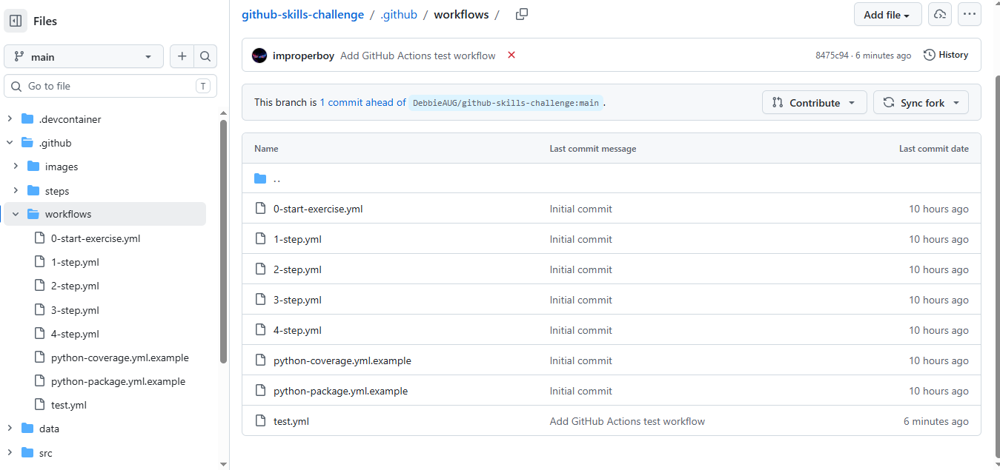 Files
main
Go to file
T
.devcontainer
.github
images
steps
workflows
0-start-exercise.yml
1-step.yml
2-step.yml
3-step.yml
4-step.yml
python-coverage.yml.example
python-package.yml.example
test.yml
data
src
github-skills-challenge / .github / workflows /
Add file
improperboy Add GitHub Actions test workflow
8475c94 · 6 minutes ago
History
This branch is 1 commit ahead of DebbieAUG/github-skills-challenge:main .
Contribute
Sync fork
Name Last commit message Last commit date
..
0-start-exercise.yml Initial commit 10 hours ago
1-step.yml Initial commit 10 hours ago
2-step.yml Initial commit 10 hours ago
3-step.yml Initial commit 10 hours ago
4-step.yml Initial commit 10 hours ago
python-coverage.yml.example Initial commit 10 hours ago
python-package.yml.example Initial commit 10 hours ago
test.yml Add GitHub Actions test workflow 6 minutes ago